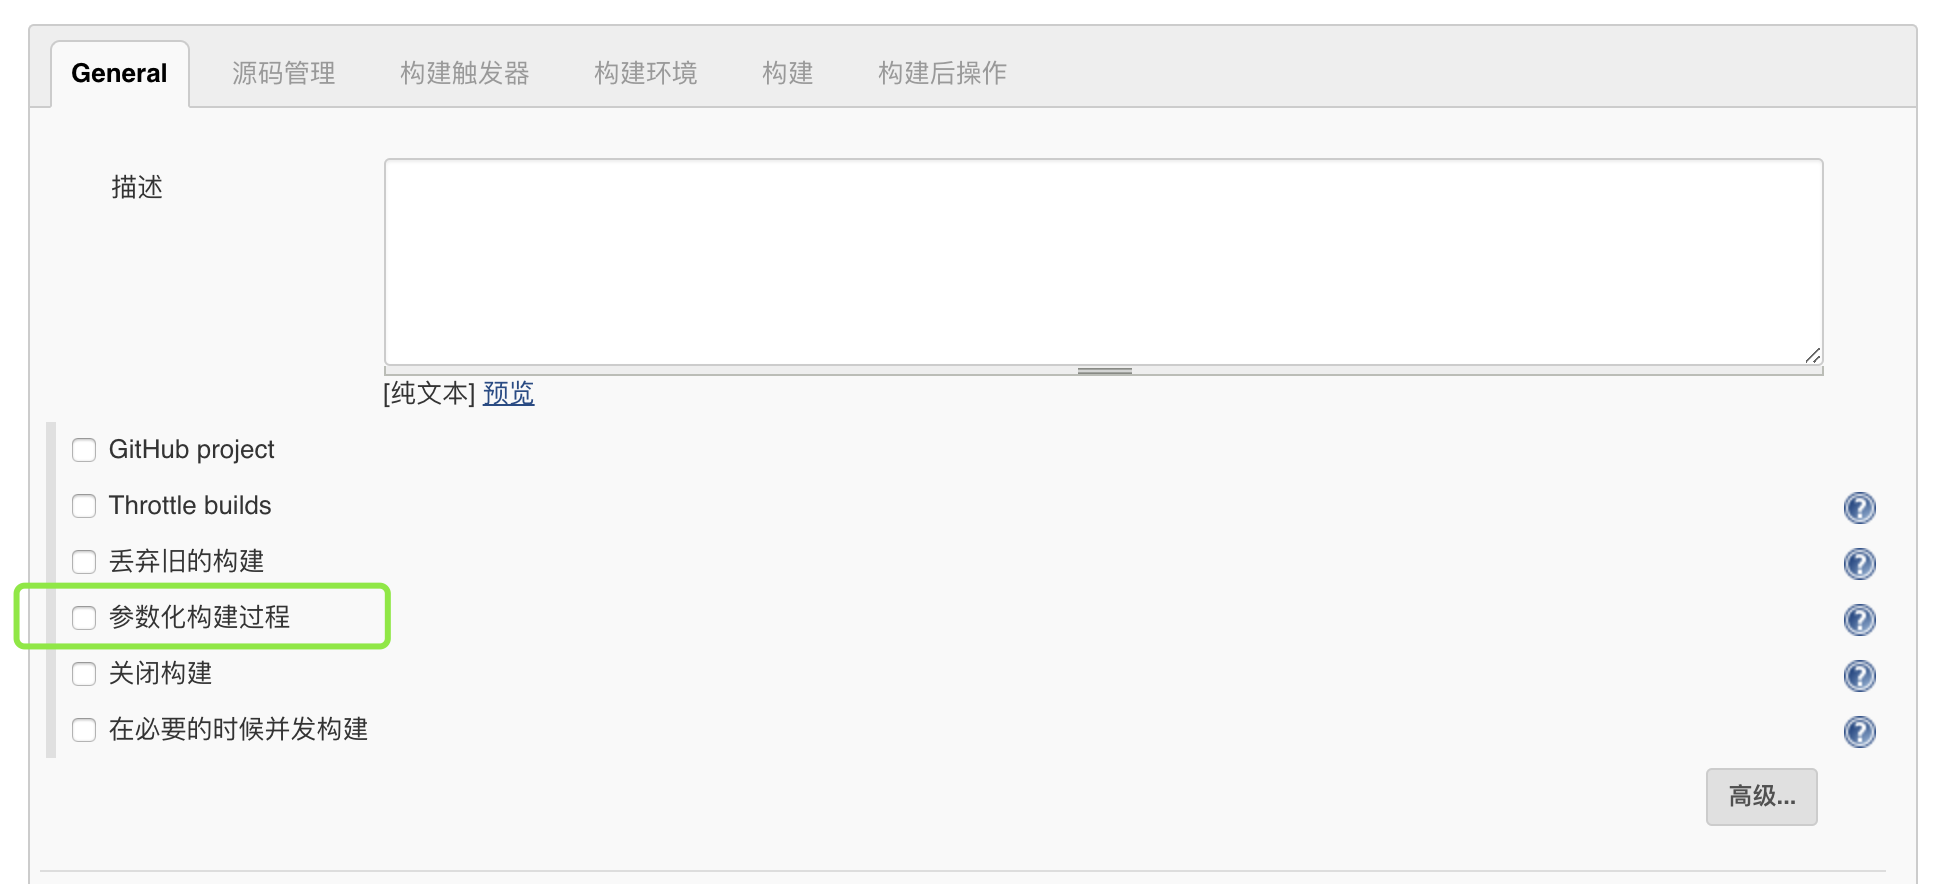 General 源码管理 构建触发器 构建环境 构建 构建后操作
描述
[纯文本] 预览
GitHub project
Throttle builds
丢弃旧的构建
参数化构建过程
关闭构建
在必要的时候并发构建
高级...